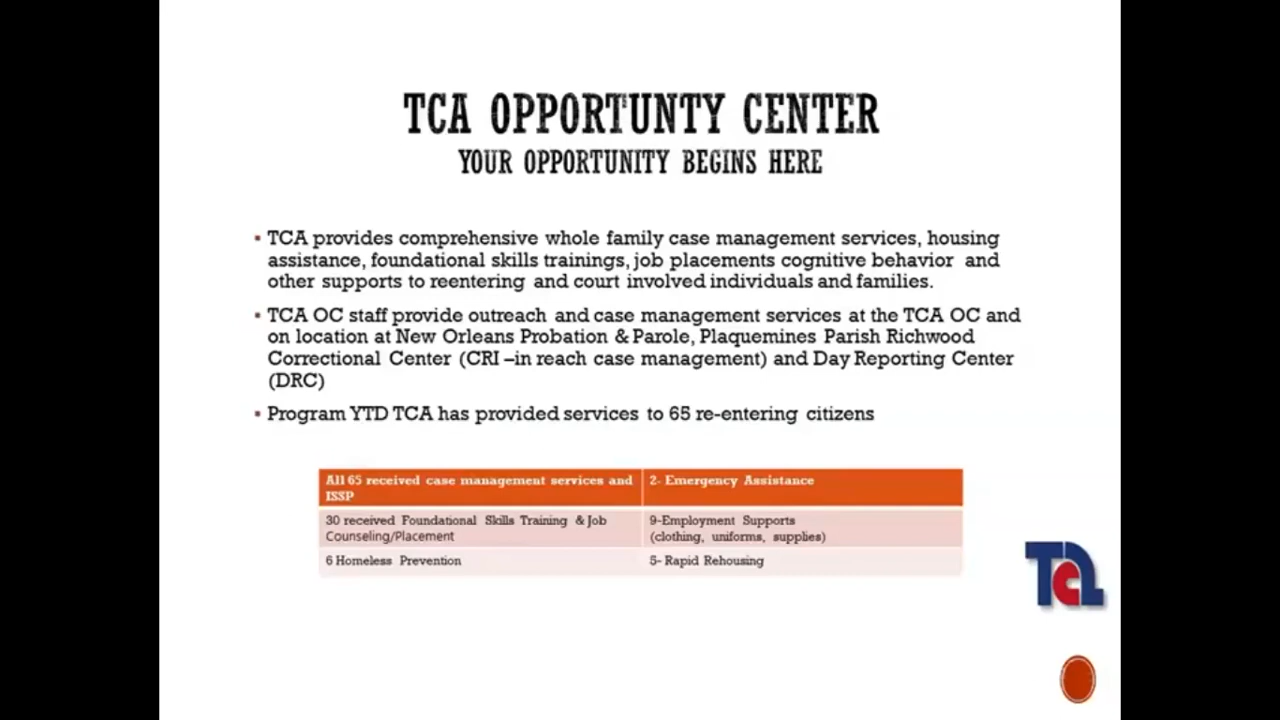 TCA OPPORTUNTY CENTER
YOUR OPPORTUNITY BEGINS HERE
▪ TCA provides comprehensive whole family case management services, housing
assistance, foundational skills trainings, job placements cognitive behavior and
other supports to reentering and court involved individuals and families.
▪ TCA OC staff provide outreach and case management services at the TCA OC and
on location at New Orleans Probation & Parole, Plaquemines Parish Richwood
Correctional Center (CRI –in reach case management) and Day Reporting Center
(DRC)
▪ Program YTD TCA has provided services to 65 re-entering citizens
All 65 received case management services and
ISSP
2- Emergency Assistance
30 received Foundational Skills Training & Job
Counseling/Placement
9-Employment Supports
(clothing, uniforms, supplies)
6 Homeless Prevention
5- Rapid Rehousing
TCA